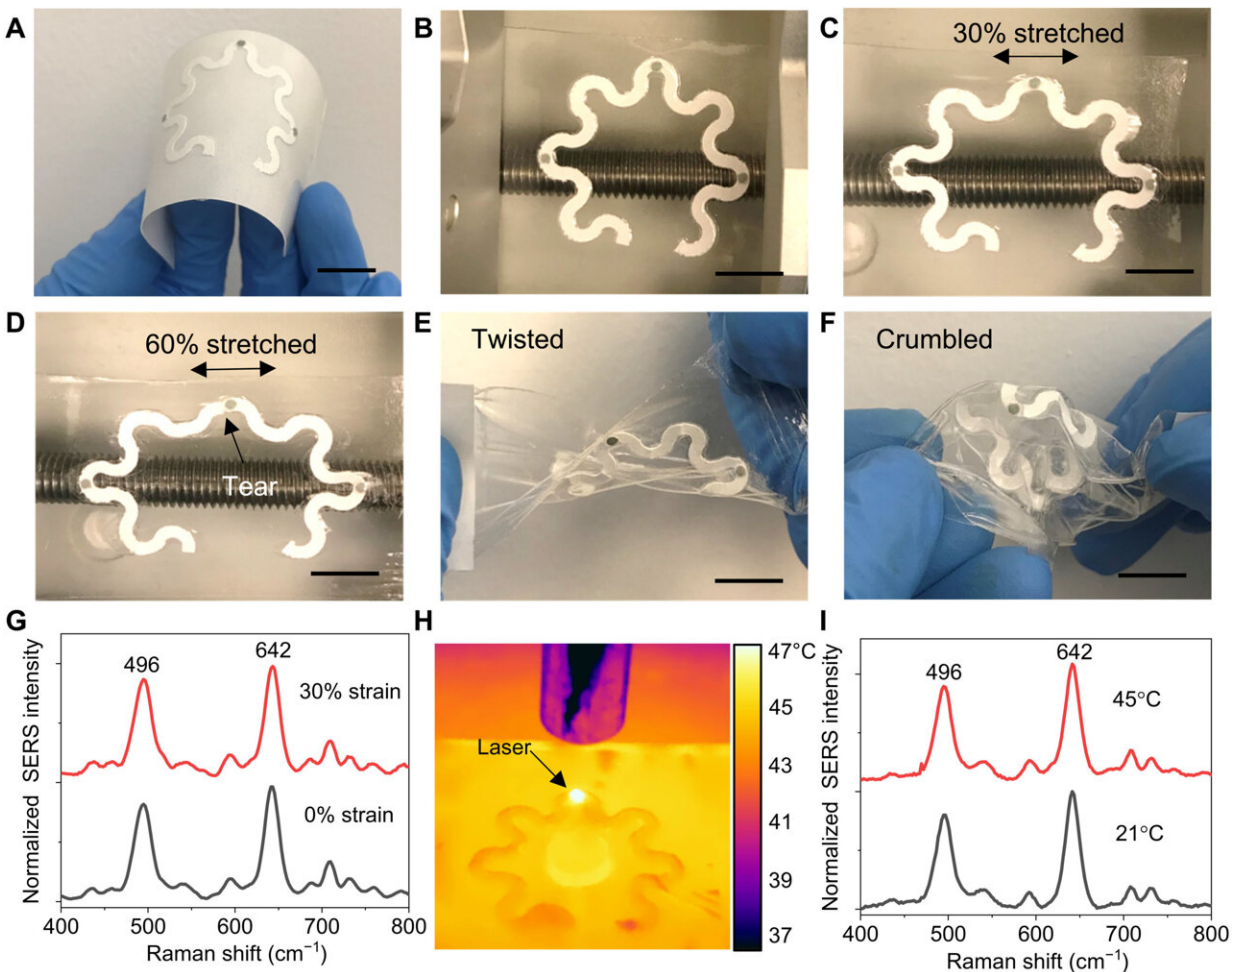 A
B
C
30% stretched
D
60% stretched
Tear
E
Twisted
F
Crumbled
G
Normalized SERS intensity
496
642
30% strain
0% strain
400 500 600 700 800
Raman shift (cm⁻¹)
H
Laser
47°C
45
43
41
39
37
I
Normalized SERS intensity
496
642
45°C
21°C
400 500 600 700 800
Raman shift (cm⁻¹)